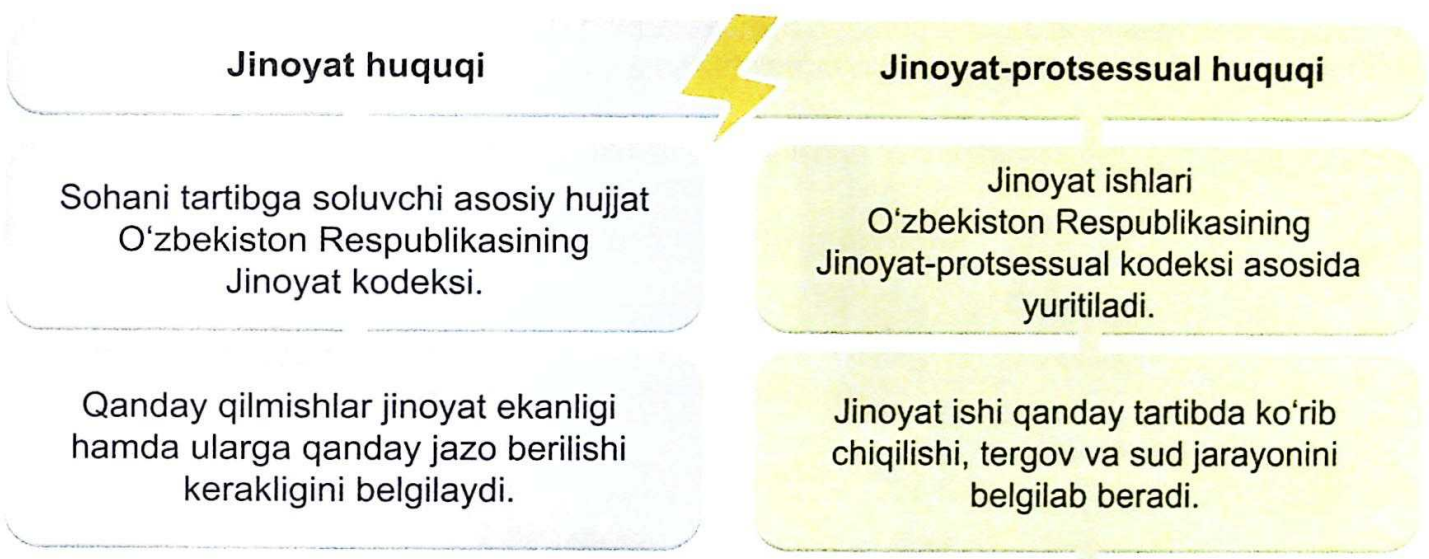 Jinoyat huquqi
Sohani tartibga soluvchi asosiy hujjat
O‘zbekiston Respublikasining
Jinoyat kodeksi.
Qanday qilmishlar jinoyat ekanligi
hamda ularga qanday jazo berilishi
kerakligini belgilaydi.
Jinoyat-protsessual huquqi
Jinoyat ishlari
O‘zbekiston Respublikasining
Jinoyat-protsessual kodeksi asosida
yuritiladi.
Jinoyat ishi qanday tartibda ko‘rib
chiqilishi, tergov va sud jarayonini
belgilab beradi.